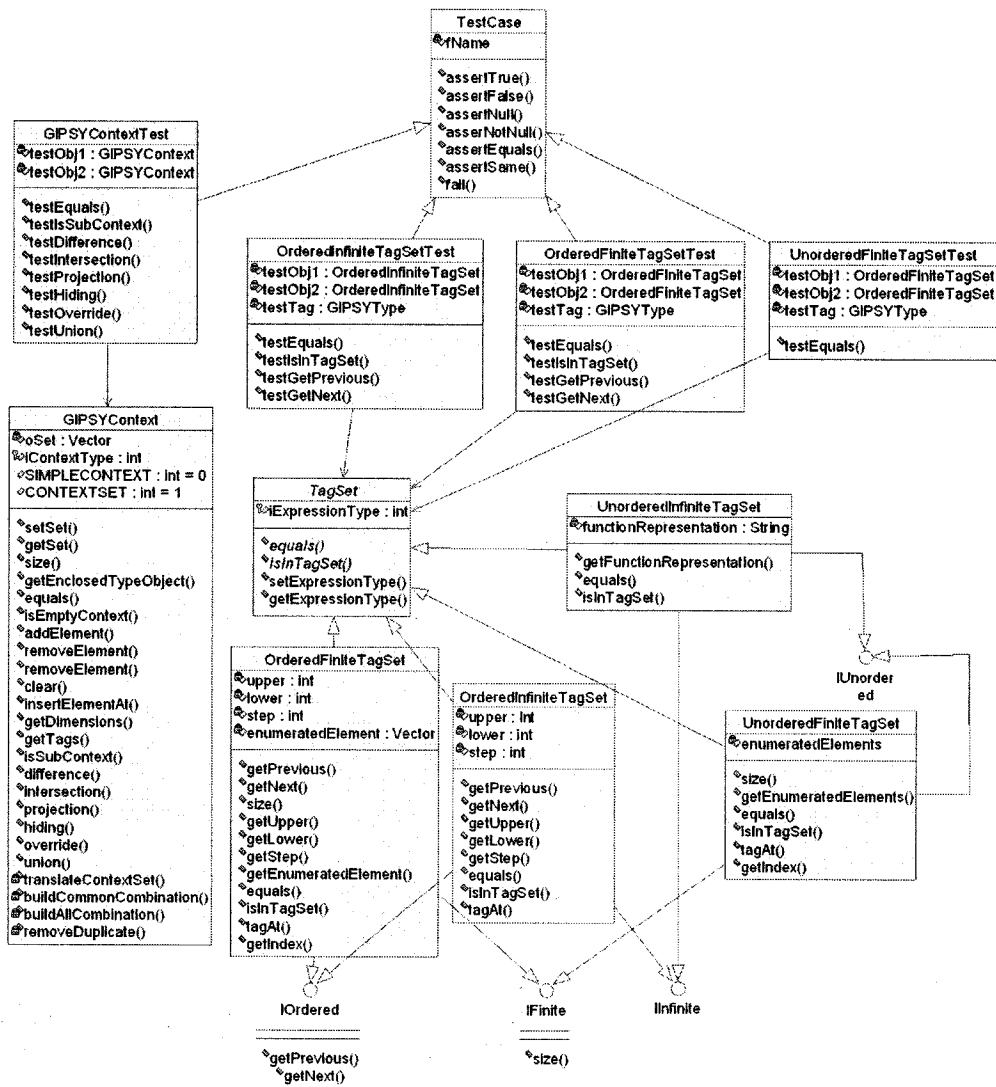 TestCase
fName
assertTrue()
assertFalse()
assertNull()
asserNotNull()
assertEquals()
assertSame()
fail()
GIPSYContextTest
testObj1 : GIPSYContext
testObj2 : GIPSYContext
testEquals()
testIsSubContext()
testDifference()
testIntersection()
testProjection()
testHiding()
testOverride()
testUnion()
OrderedInfiniteTagSetTest
testObj1 : OrderedInfiniteTagSet
testObj2 : OrderedInfiniteTagSet
testTag : GIPSYType
testEquals()
testIsInTagSet()
testGetPrevious()
testGetNext()
OrderedFiniteTagSetTest
testObj1 : OrderedFiniteTagSet
testObj2 : OrderedFiniteTagSet
testTag : GIPSYType
testEquals()
testIsInTagSet()
testGetPrevious()
testGetNext()
UnorderedFiniteTagSetTest
testObj1 : OrderedFiniteTagSet
testObj2 : OrderedFiniteTagSet
testTag : GIPSYType
testEquals()
GIPSYContext
oSet : Vector
iContextType : int
SIMPLECONTEXT : int = 0
CONTEXTSET : int = 1
setSet()
getSet()
size()
getEnclosedTypeObject()
equals()
isEmptyContext()
addElement()
removeElement()
removeElement()
clear()
insertElementAt()
getDimensions()
getTags()
isSubContext()
difference()
intersection()
projection()
hiding()
override()
union()
translateContextSet()
buildCommonCombination()
buildAllCombination()
removeDuplicate()
TagSet
iExpressionType : int
equals()
isInTagSet()
setExpressionType()
getExpressionType()
UnorderedInfiniteTagSet
functionRepresentation : String
getFunctionRepresentation()
equals()
isInTagSet()
IUnorder
ed
OrderedFiniteTagSet
upper : int
lower : int
step : int
enumeratedElement : Vector
getPrevious()
getNext()
size()
getUpper()
getLower()
getStep()
getEnumeratedElement()
equals()
isInTagSet()
tagAt()
getIndex()
OrderedInfiniteTagSet
upper : int
lower : int
step : int
getPrevious()
getNext()
getUpper()
getLower()
getStep()
equals()
isInTagSet()
tagAt()
UnorderedFiniteTagSet
enumeratedElements
size()
getEnumeratedElements()
equals()
isInTagSet()
tagAt()
getIndex()
IOrdered
getPrevious()
getNext()
IFinite
size()
IInfinite